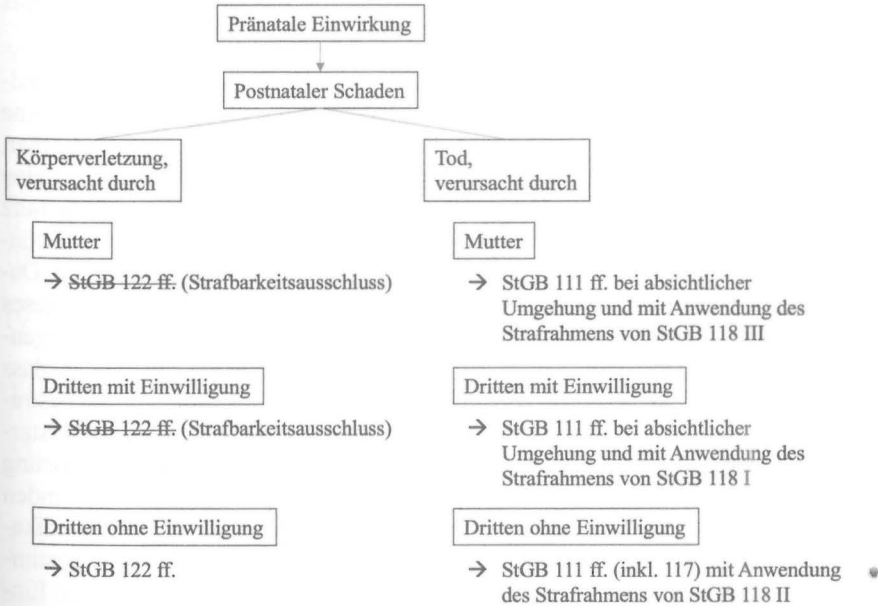 Pränatale Einwirkung
Postnataler Schaden
Körperverletzung,
verursacht durch
Mutter
→ StGB 122 ff. (Strafbarkeitsausschluss)
Dritten mit Einwilligung
→ StGB 122 ff. (Strafbarkeitsausschluss)
Dritten ohne Einwilligung
→ StGB 122 ff.
Tod,
verursacht durch
Mutter
→ StGB 111 ff. bei absichtlicher
Umgehung und mit Anwendung des
Strafrahmens von StGB 118 III
Dritten mit Einwilligung
→ StGB 111 ff. bei absichtlicher
Umgehung und mit Anwendung des
Strafrahmens von StGB 118 I
Dritten ohne Einwilligung
→ StGB 111 ff. (inkl. 117) mit Anwendung
des Strafrahmens von StGB 118 II